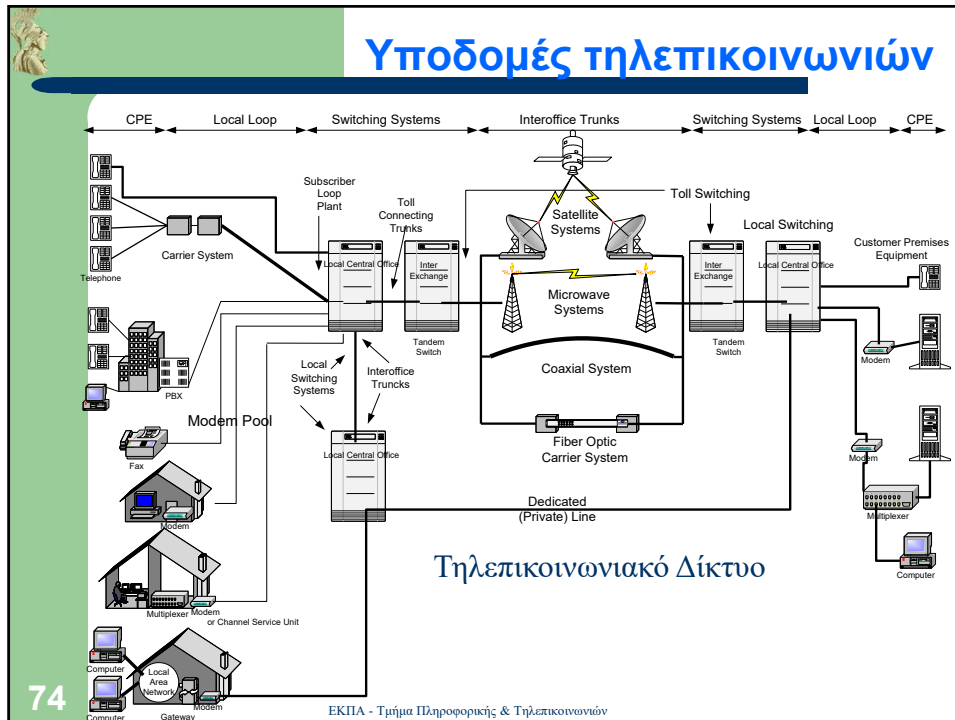 Υποδομές τηλεπικοινωνιών
CPE
Local Loop
Switching Systems
Interoffice Trunks
Switching Systems
Local Loop
CPE
Subscriber
Loop
Plant
Toll
Connecting
Trunks
Satellite
Systems
Toll Switching
Local Switching
Customer Premises
Equipment
Carrier System
Telephone
Local Central Office
Inter
Exchange
Inter
Exchange
Local Central Office
Microwave
Systems
Tandem
Switch
Tandem
Switch
Modem
Coaxial System
Local
Switching
Systems
Interoffice
Truncks
PBX
Modem Pool
Fax
Local Central Office
Fiber Optic
Carrier System
Modem
Multiplexer
Computer
Dedicated
(Private) Line
Modem
Τηλεπικοινωνιακό Δίκτυο
Multiplexer
Modem
or Channel Service Unit
Computer
Local
Area
Network
Modem
Computer
Gateway
74
ΕΚΠΑ - Τμήμα Πληροφορικής & Τηλεπικοινωνιών